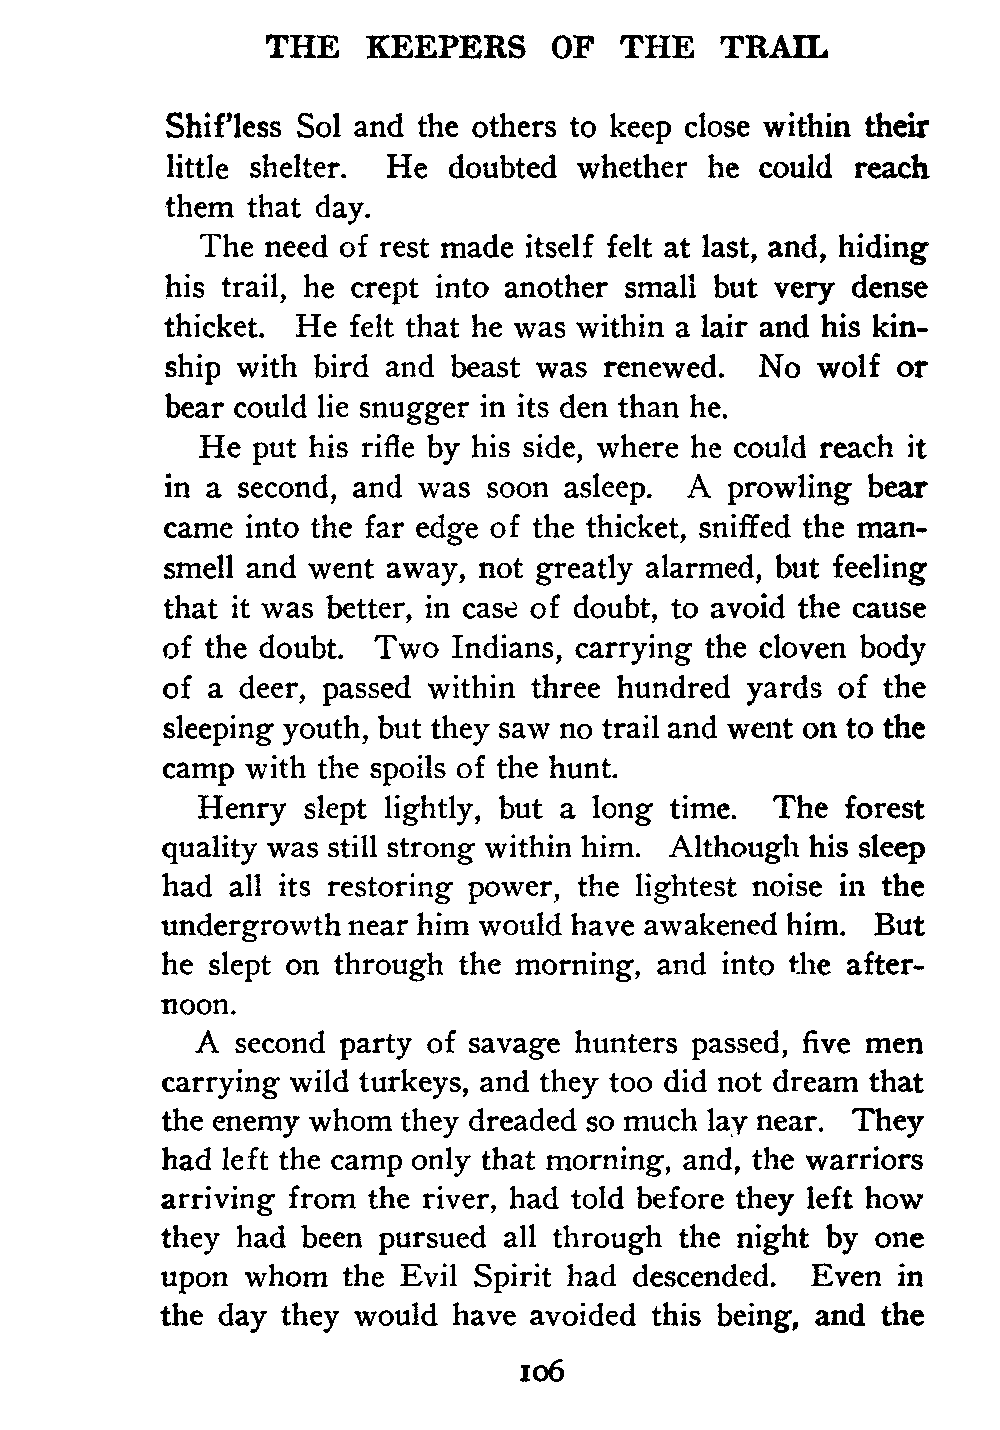 THE KEEPERS OF THE TRAIL
Shif'less Sol and the others to keep close within their
little shelter. He doubted whether he could reach
them that day.
The need of rest made itself felt at last, and, hiding
his trail, he crept into another small but very dense
thicket. He felt that he was within a lair and his kin-
ship with bird and beast was renewed. No wolf or
bear could lie snugger in its den than he.
He put his rifle by his side, where he could reach it
in a second, and was soon asleep. A prowling bear
came into the far edge of the thicket, sniffed the man-
smell and went away, not greatly alarmed, but feeling
that it was better, in case of doubt, to avoid the cause
of the doubt. Two Indians, carrying the cloven body
of a deer, passed within three hundred yards of the
sleeping youth, but they saw no trail and went on to the
camp with the spoils of the hunt.
Henry slept lightly, but a long time. The forest
quality was still strong within him. Although his sleep
had all its restoring power, the lightest noise in the
undergrowth near him would have awakened him. But
he slept on through the morning, and into the after-
noon.
A second party of savage hunters passed, five men
carrying wild turkeys, and they too did not dream that
the enemy whom they dreaded so much lay near. They
had left the camp only that morning, and, the warriors
arriving from the river, had told before they left how
they had been pursued all through the night by one
upon whom the Evil Spirit had descended. Even in
the day they would have avoided this being, and the
106